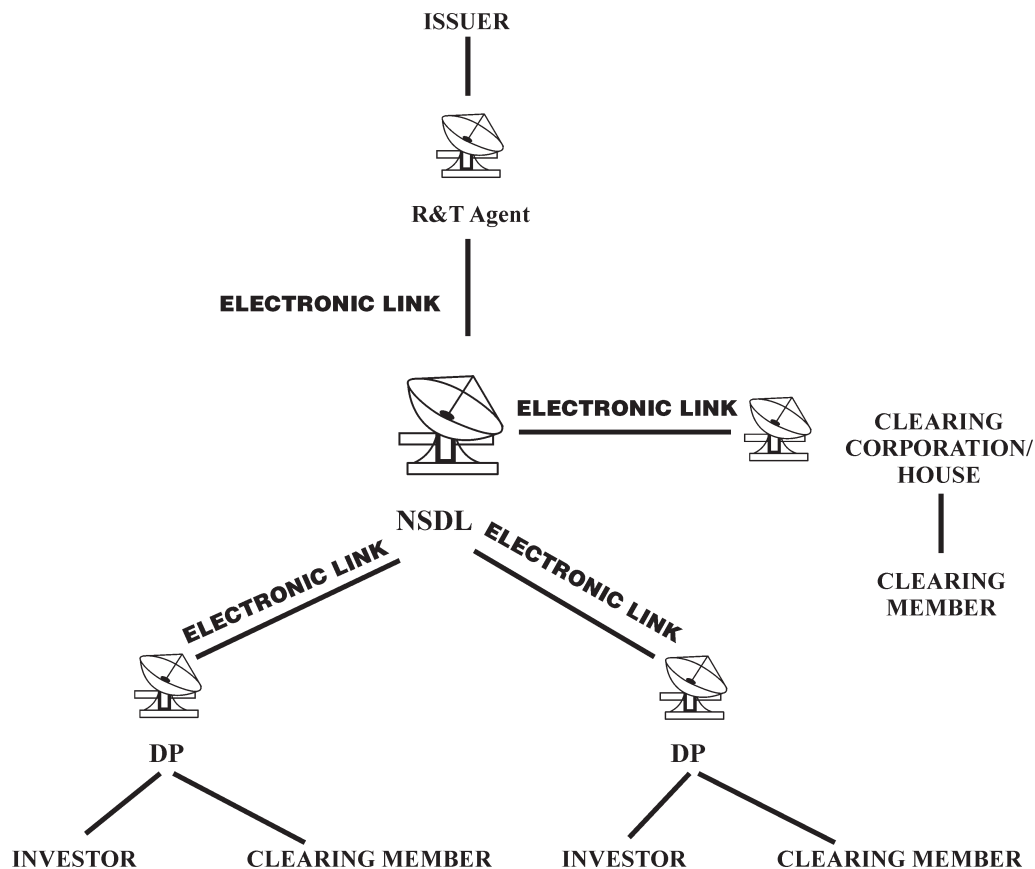 ISSUER
R&T Agent
ELECTRONIC LINK
ELECTRONIC LINK
CLEARING
CORPORATION/
HOUSE
NSDL
ELECTRONIC LINK
ELECTRONIC LINK
CLEARING
MEMBER
DP
DP
INVESTOR
CLEARING MEMBER
INVESTOR
CLEARING MEMBER